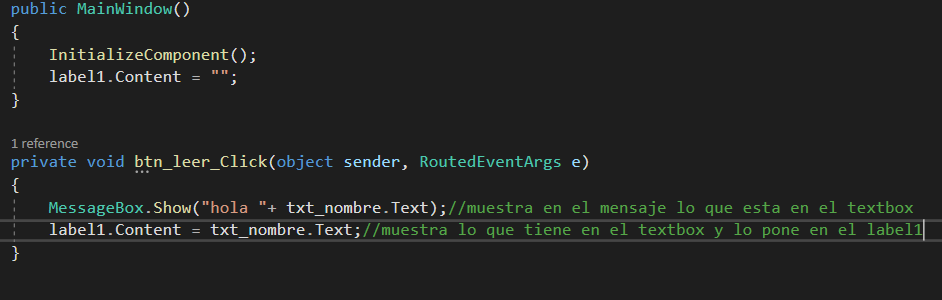 public MainWindow()
{
InitializeComponent();
label1.Content = "";
}
1 reference
private void btn_leer_Click(object sender, RoutedEventArgs e)
{
MessageBox.Show("hola "+ txt_nombre.Text);//muestra en el mensaje lo que esta en el textbox
label1.Content = txt_nombre.Text;//muestra lo que tiene en el textbox y lo pone en el label1
}